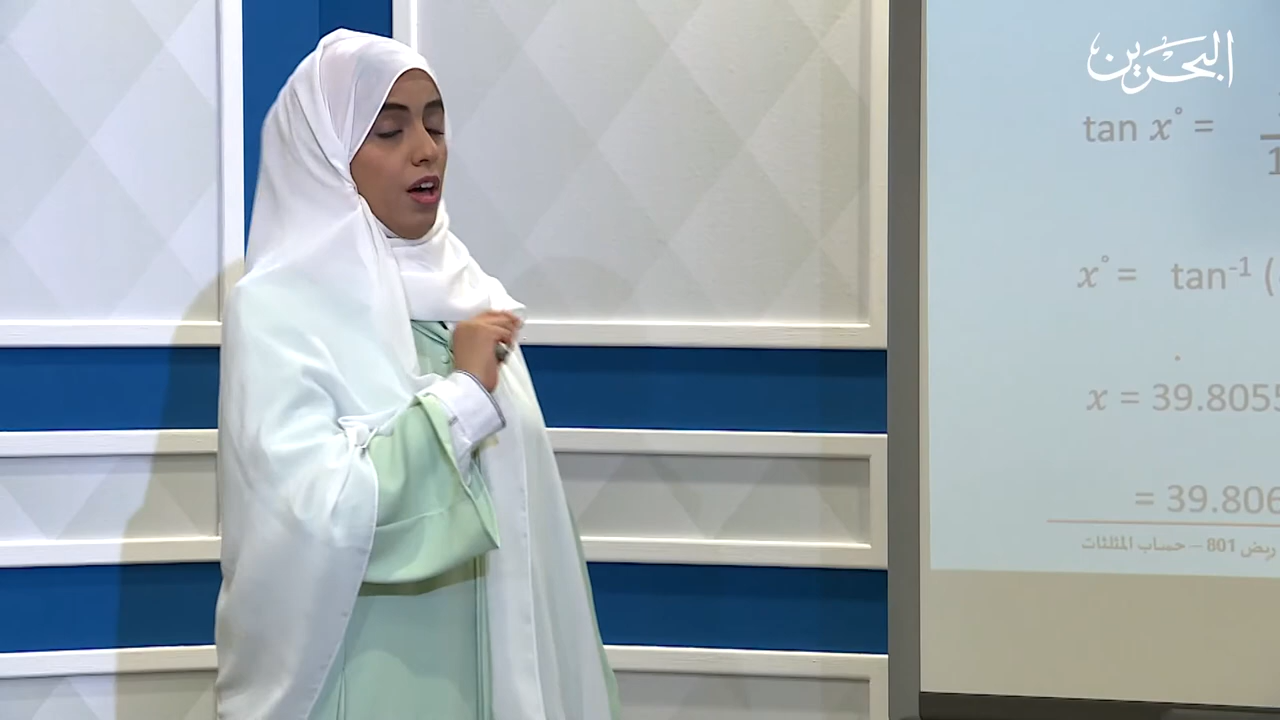 البحرين
tan x° =
x° = tan⁻¹ (
x = 39.8055
= 39.806
ريض 801 – حساب المثلثات